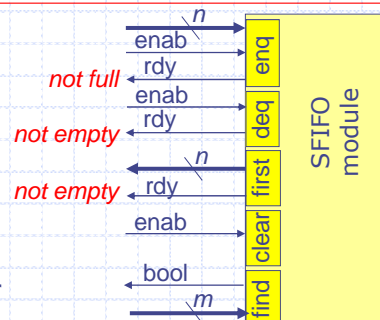 n
enab
rdy
not full
enq
enab
rdy
not empty
deq
n
rdy
not empty
first
enab
clear
bool
m
find
SFIFO
module